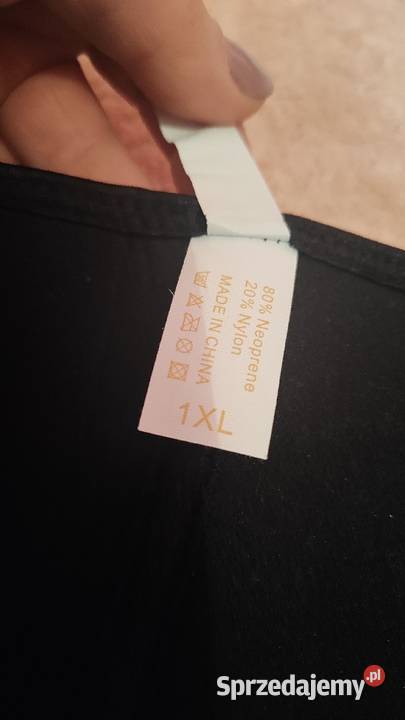 80% Neoprene
20% Nylon
MADE IN CHINA
1XL
Sprzedajemy.pl